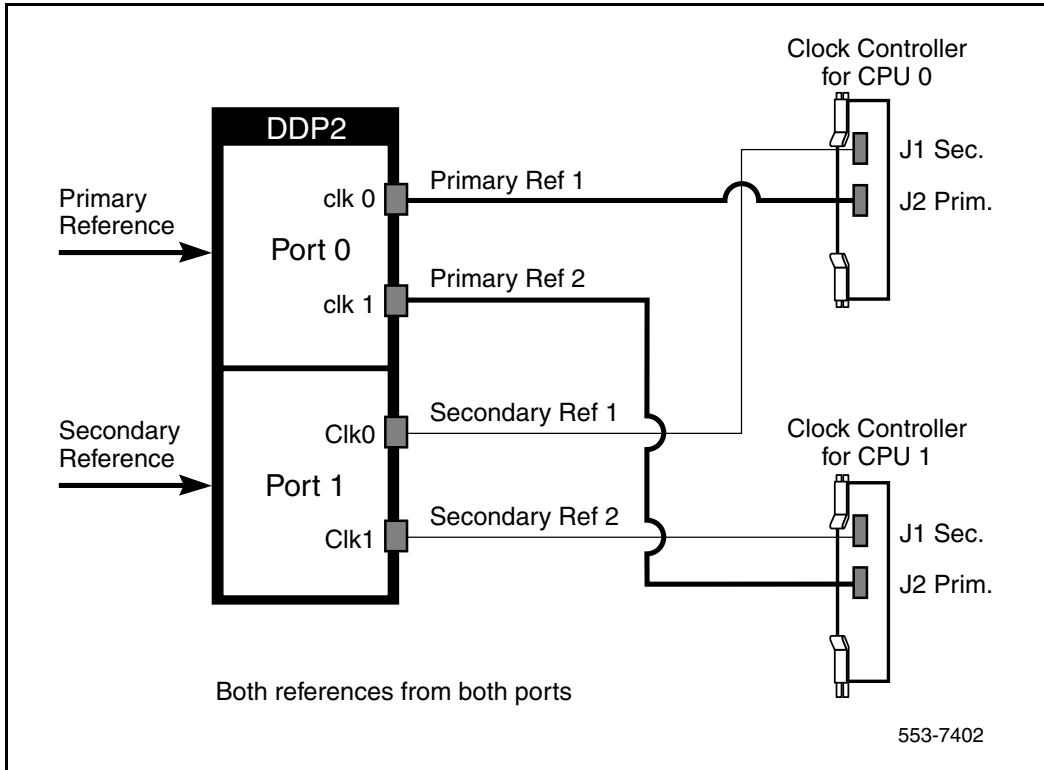 Clock Controller
for CPU 0
DDP2
J1 Sec.
Primary Ref 1
clk 0
J2 Prim.
Primary
Reference
Port 0
Primary Ref 2
clk 1
Secondary Ref 1
Clk0
Secondary
Reference
Clock Controller
for CPU 1
Port 1
Secondary Ref 2
Clk1
J1 Sec.
J2 Prim.
Both references from both ports
553-7402